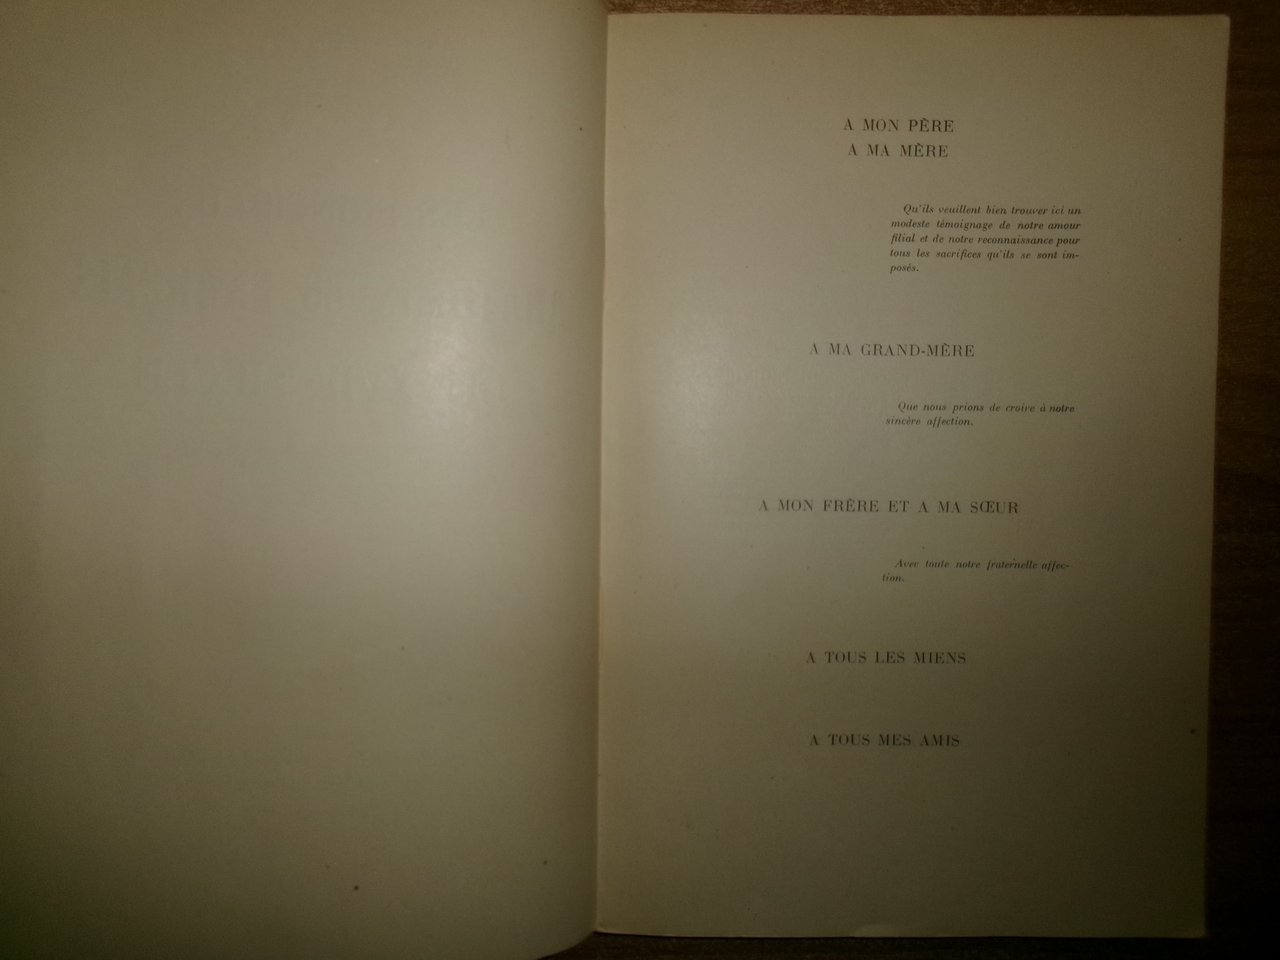 A MON PÈRE
A MA MÈRE
Qu'ils veuillent bien trouver ici un
modeste témoignage de notre amour
filial et de notre reconnaissance pour
tous les sacrifices qu'ils se sont im-
posés.
A MA GRAND-MÈRE
Que nous prions de croire à notre
sincère affection.
A MON FRÈRE ET A MA SŒUR
Avec toute notre fraternelle affec-
tion.
A TOUS LES MIENS
A TOUS MES AMIS